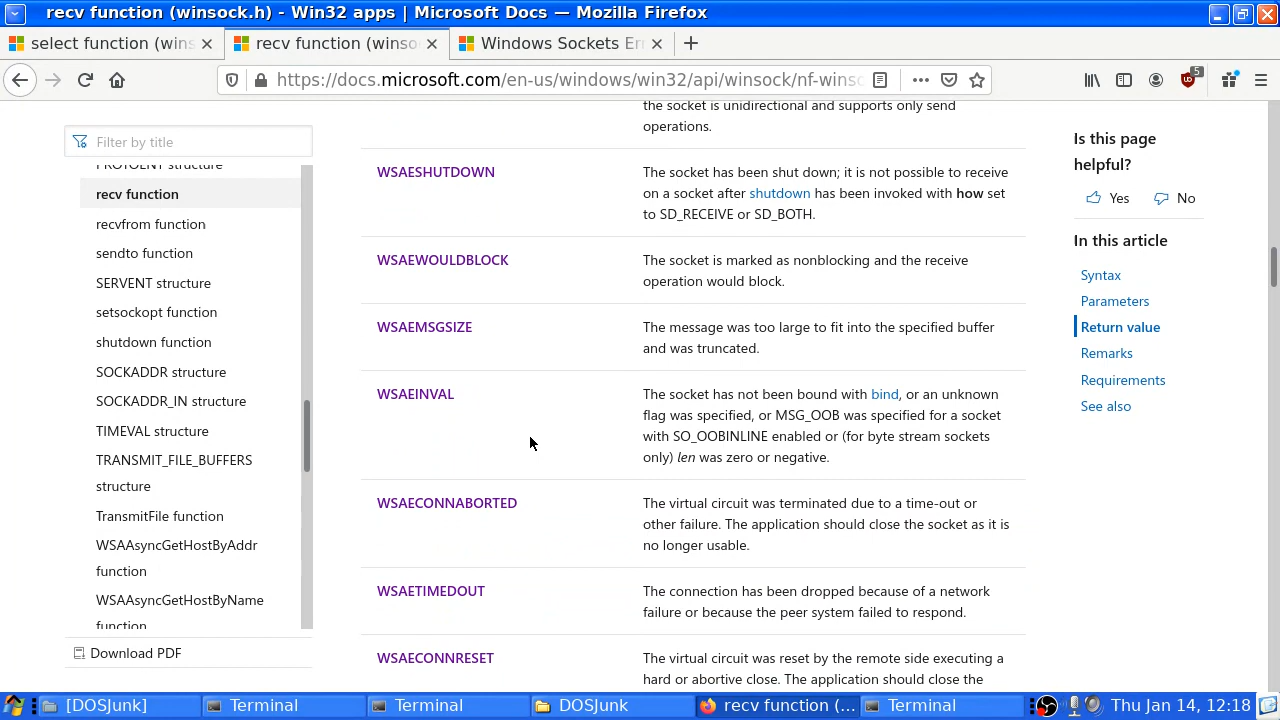 recv function (winsock.h) - Win32 apps | Microsoft Docs — Mozilla Firefox
select function (wins
recv function (winso
Windows Sockets Er
https://docs.microsoft.com/en-us/windows/win32/api/winsock/nf-winso
5
Filter by title
PROTOENT structure
recv function
recvfrom function
sendto function
SERVENT structure
setsockopt function
shutdown function
SOCKADDR structure
SOCKADDR_IN structure
TIMEVAL structure
TRANSMIT_FILE_BUFFERS
structure
TransmitFile function
WSAAsyncGetHostByAddr
function
WSAAsyncGetHostByName
function
Download PDF
the socket is unidirectional and supports only send
operations.
WSAESHUTDOWN
The socket has been shut down; it is not possible to receive
on a socket after shutdown has been invoked with how set
to SD_RECEIVE or SD_BOTH.
WSAEWOULDBLOCK
The socket is marked as nonblocking and the receive
operation would block.
WSAEMSGSIZE
The message was too large to fit into the specified buffer
and was truncated.
WSAEINVAL
The socket has not been bound with bind, or an unknown
flag was specified, or MSG_OOB was specified for a socket
with SO_OOBINLINE enabled or (for byte stream sockets
only) len was zero or negative.
WSAECONNABORTED
The virtual circuit was terminated due to a time-out or
other failure. The application should close the socket as it is
no longer usable.
WSAETIMEDOUT
The connection has been dropped because of a network
failure or because the peer system failed to respond.
WSAECONNRESET
The virtual circuit was reset by the remote side executing a
hard or abortive close. The application should close the
Is this page
helpful?
Yes No
In this article
Syntax
Parameters
Return value
Remarks
Requirements
See also
[DOSJunk]
Terminal
Terminal
DOSJunk
recv function (...
Terminal
Thu Jan 14, 12:18